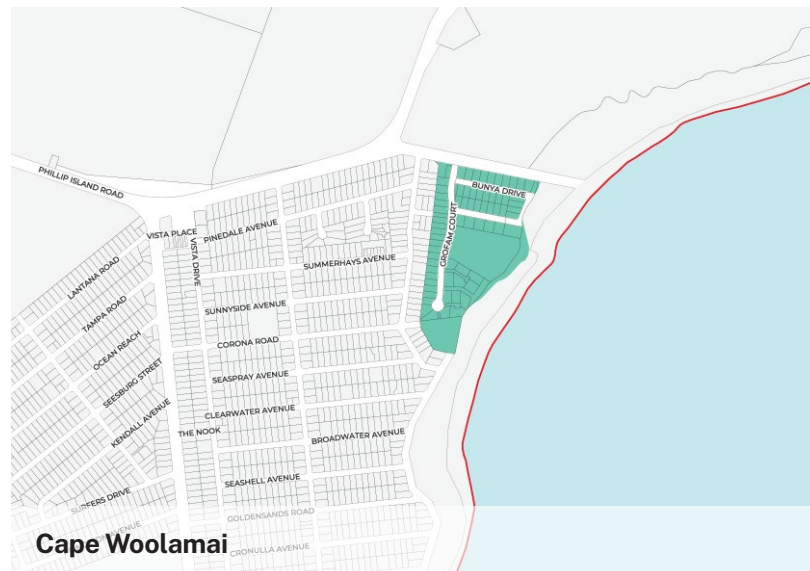 PHILLIP ISLAND ROAD
BUNYA DRIVE
GROFAM COURT
VISTA PLACE
PINEDALE AVENUE
VISTA DRIVE
LANTANA ROAD
SUMMERHAYS AVENUE
TAMPA ROAD
SUNNYSIDE AVENUE
OCEAN REACH
CORONA ROAD
SEESBURG STREET
SEASPRAY AVENUE
KENDALL AVENUE
CLEARWATER AVENUE
THE NOOK
BROADWATER AVENUE
SEASHELL AVENUE
SURFERS DRIVE
GOLDENSANDS ROAD
AVENUE
CRONULLA AVENUE
Cape Woolamai